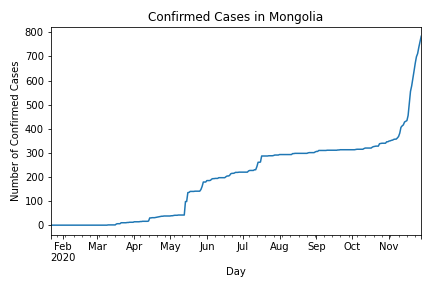 Confirmed Cases in Mongolia
Number of Confirmed Cases
800
700
600
500
400
300
200
100
0
Feb Mar Apr May Jun Jul Aug Sep Oct Nov
2020
Day